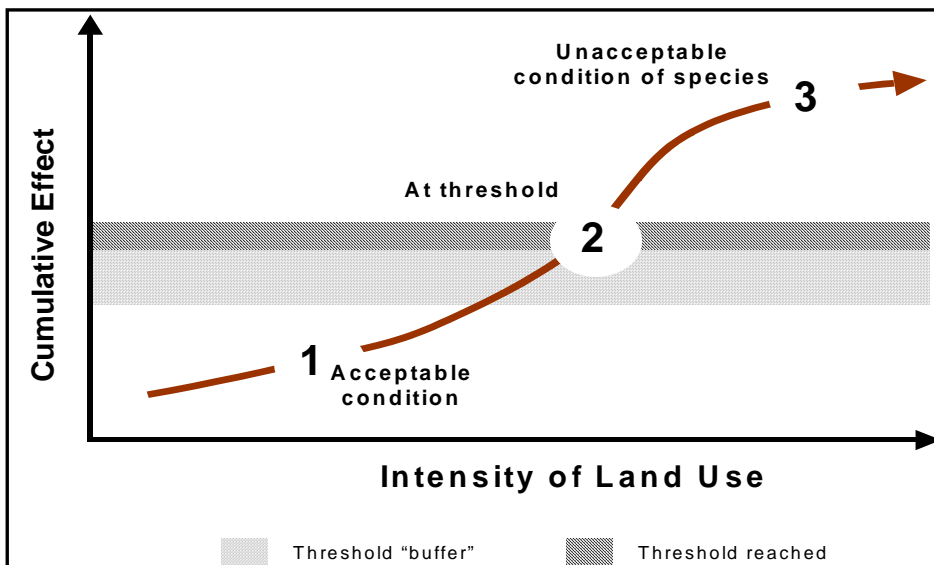 Unacceptable
condition of species
3
At threshold
2
Cumulative Effect
1
Acceptable
condition
Intensity of Land Use
Threshold “buffer”
Threshold reached